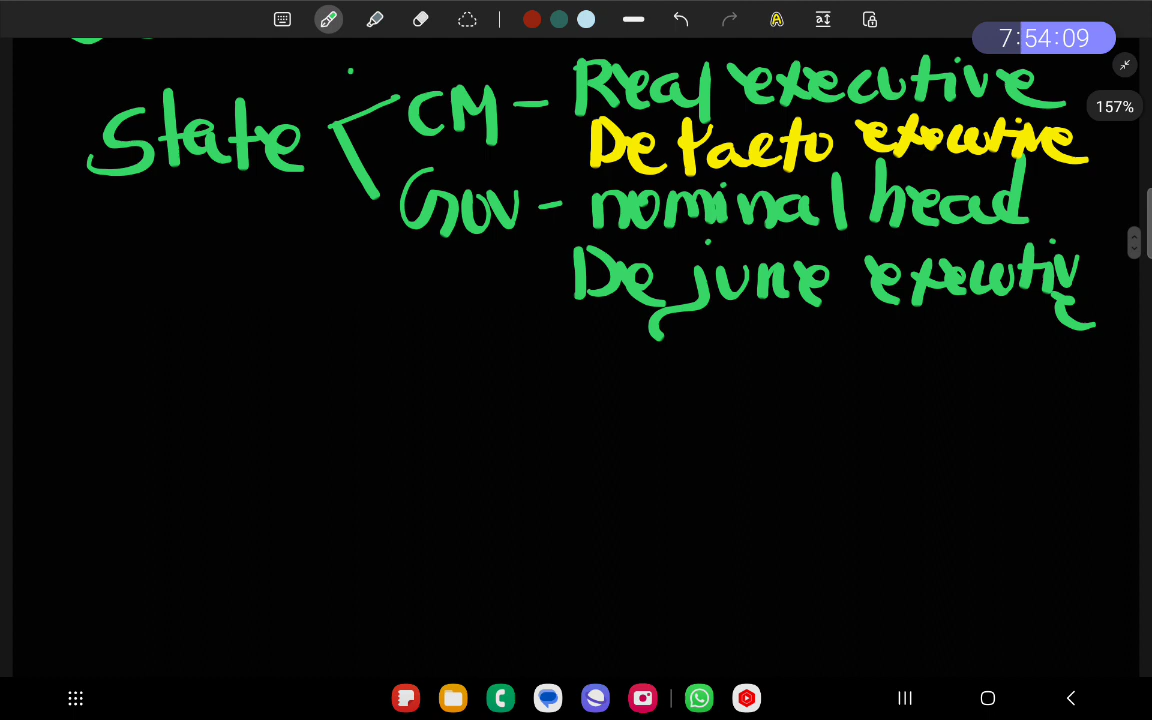 7:54:09
157%
State
CM - Real executive
De facto executive
Gov - nominal head
De jure executive